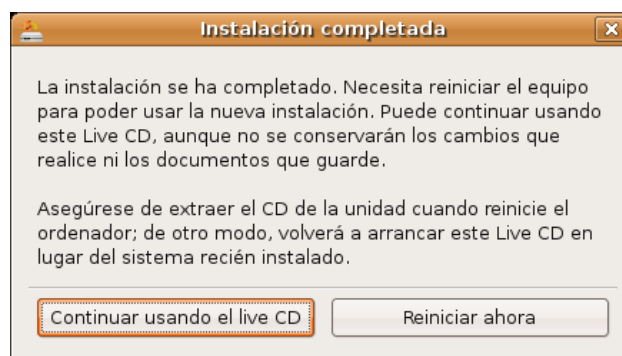 Instalación completada
La instalación se ha completado. Necesita reiniciar el equipo
para poder usar la nueva instalación. Puede continuar usando
este Live CD, aunque no se conservarán los cambios que
realice ni los documentos que guarde.
Asegúrese de extraer el CD de la unidad cuando reinicie el
ordenador; de otro modo, volverá a arrancar este Live CD en
lugar del sistema recién instalado.
Continuar usando el live CD
Reiniciar ahora